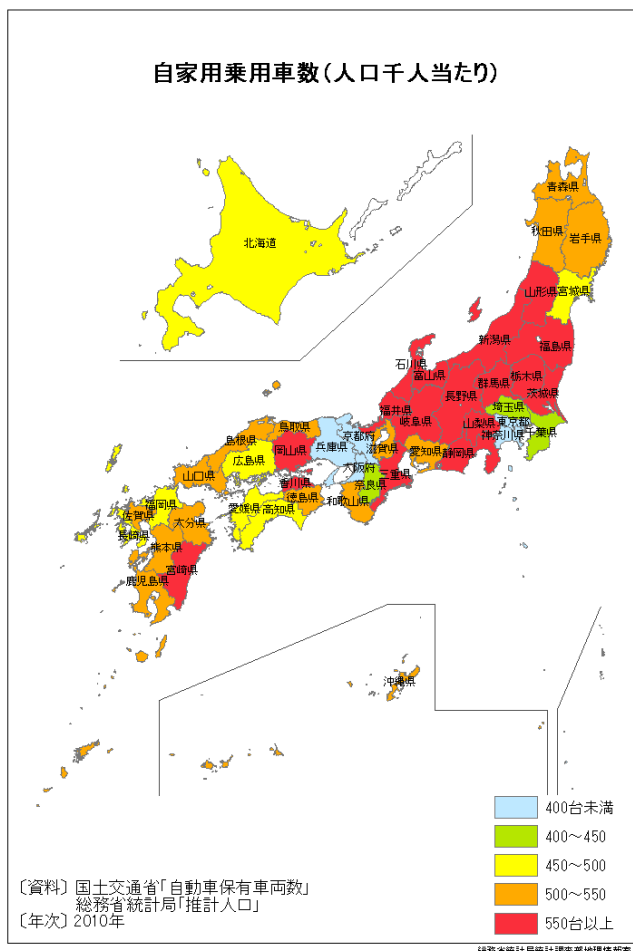 自家用乗用車数(人口千人当たり)
北海道
青森県
秋田県
岩手県
山形県
宮城県
新潟県
福島県
石川県
富山県
群馬県
栃木県
長野県
茨城県
福井県
岐阜県
山梨県
埼玉県
東京都
神奈川県
千葉県
鳥取県
京都府
島根県
岡山県
兵庫県
滋賀県
愛知県
静岡県
広島県
山口県
大阪府
三重県
香川県
奈良県
徳島県
和歌山県
福岡県
愛媛県
高知県
佐賀県
大分県
長崎県
熊本県
宮崎県
鹿児島県
沖縄県
400台未満
400～450
450～500
500～550
550台以上
〔資料〕国土交通省「自動車保有車両数」
総務省統計局「推計人口」
〔年次〕2010年